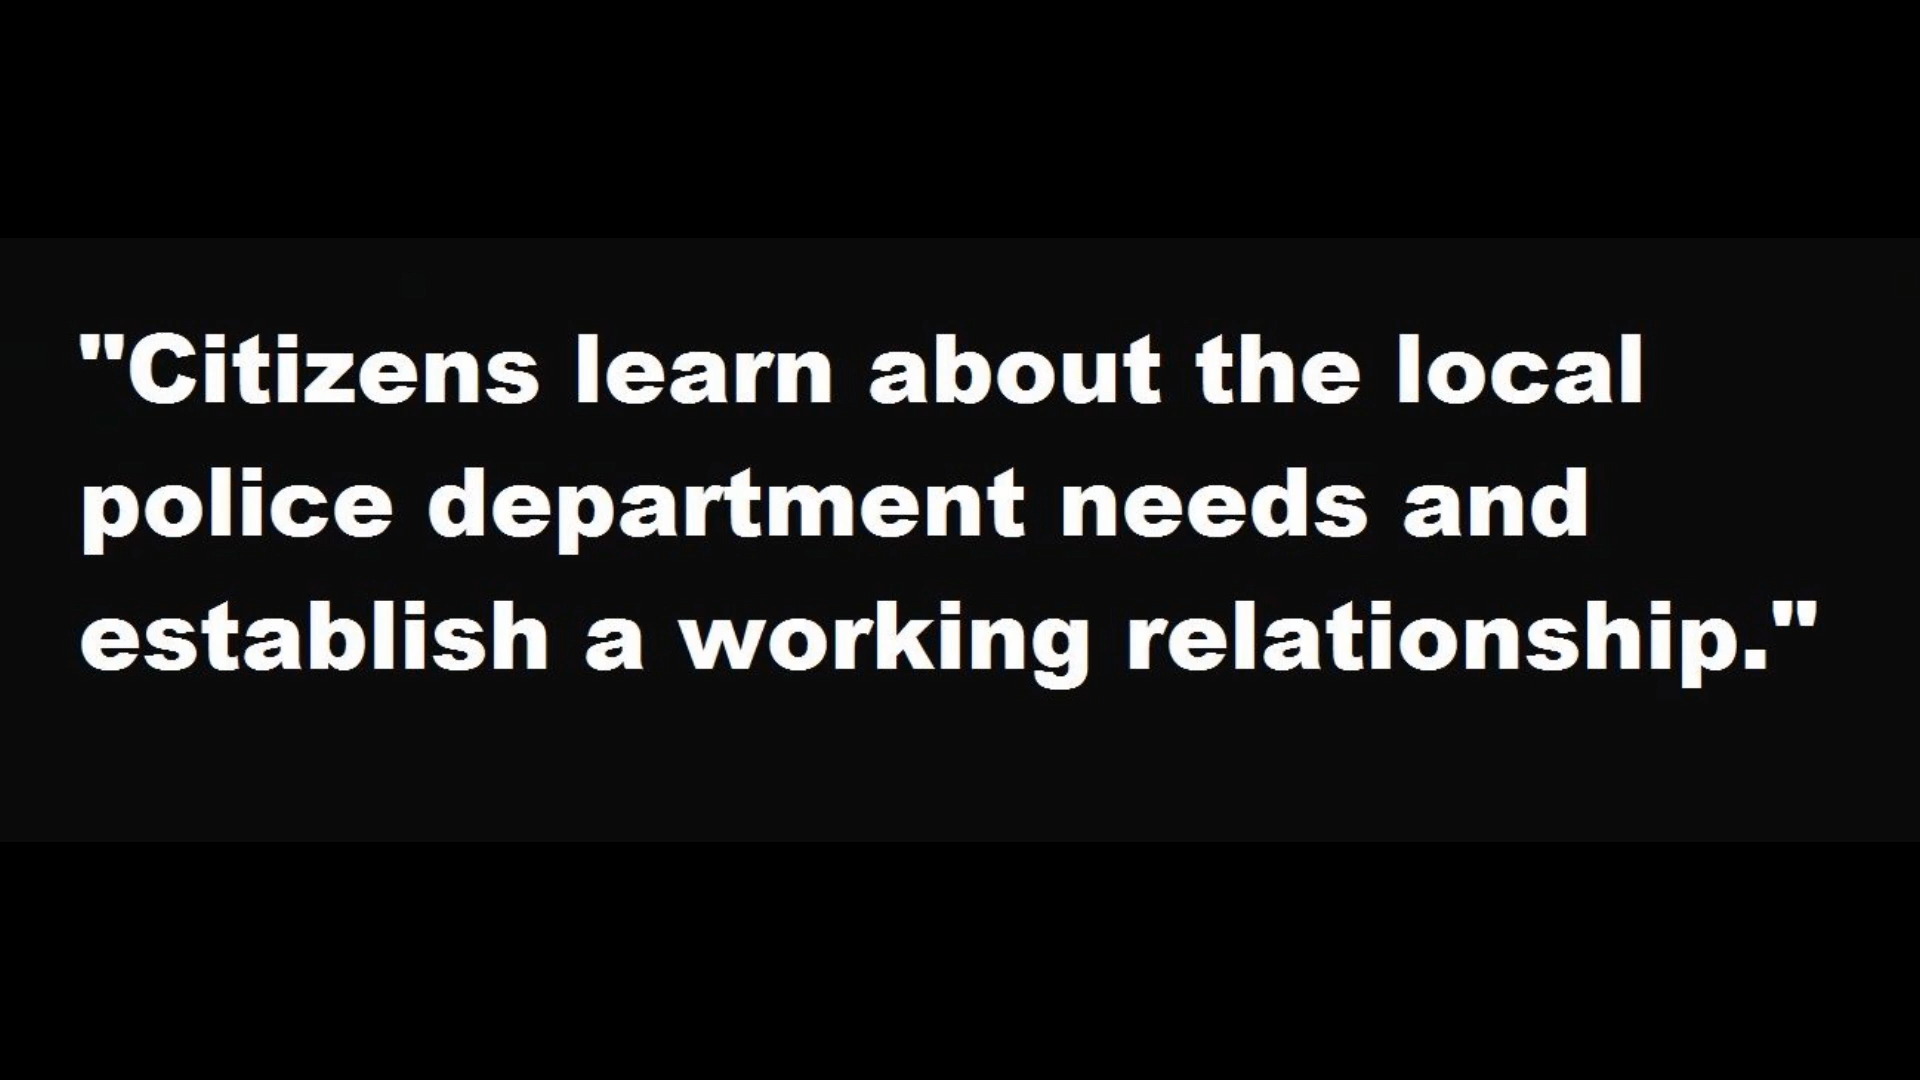 "Citizens learn about the local
police department needs and
establish a working relationship."